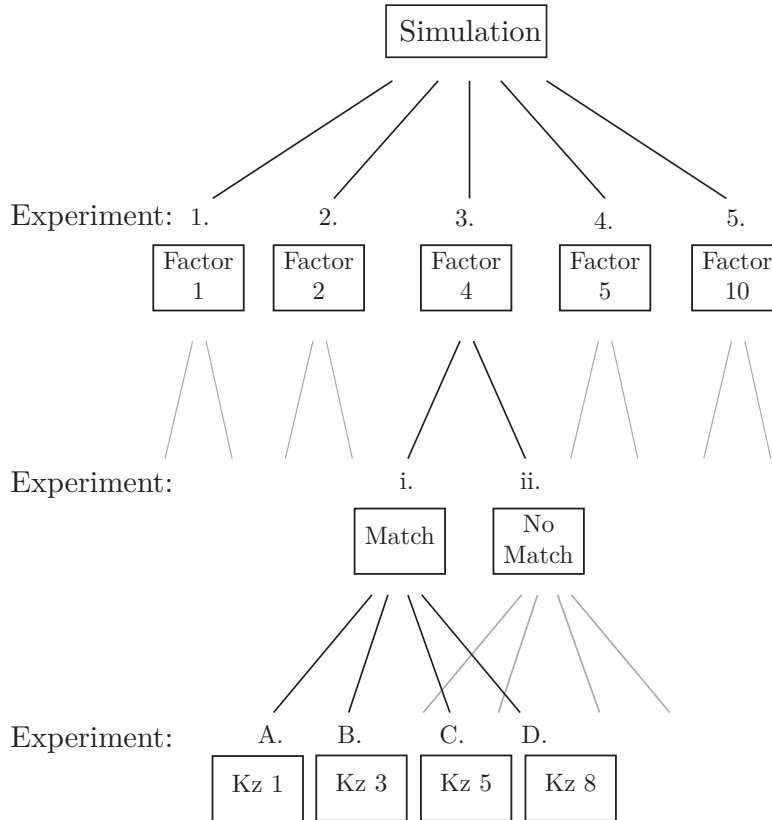 Simulation
Experiment: 1. 2. 3. 4. 5.
Factor 1
Factor 2
Factor 4
Factor 5
Factor 10
Experiment: i. ii.
Match
No Match
Experiment: A. B. C. D.
Kz 1
Kz 3
Kz 5
Kz 8